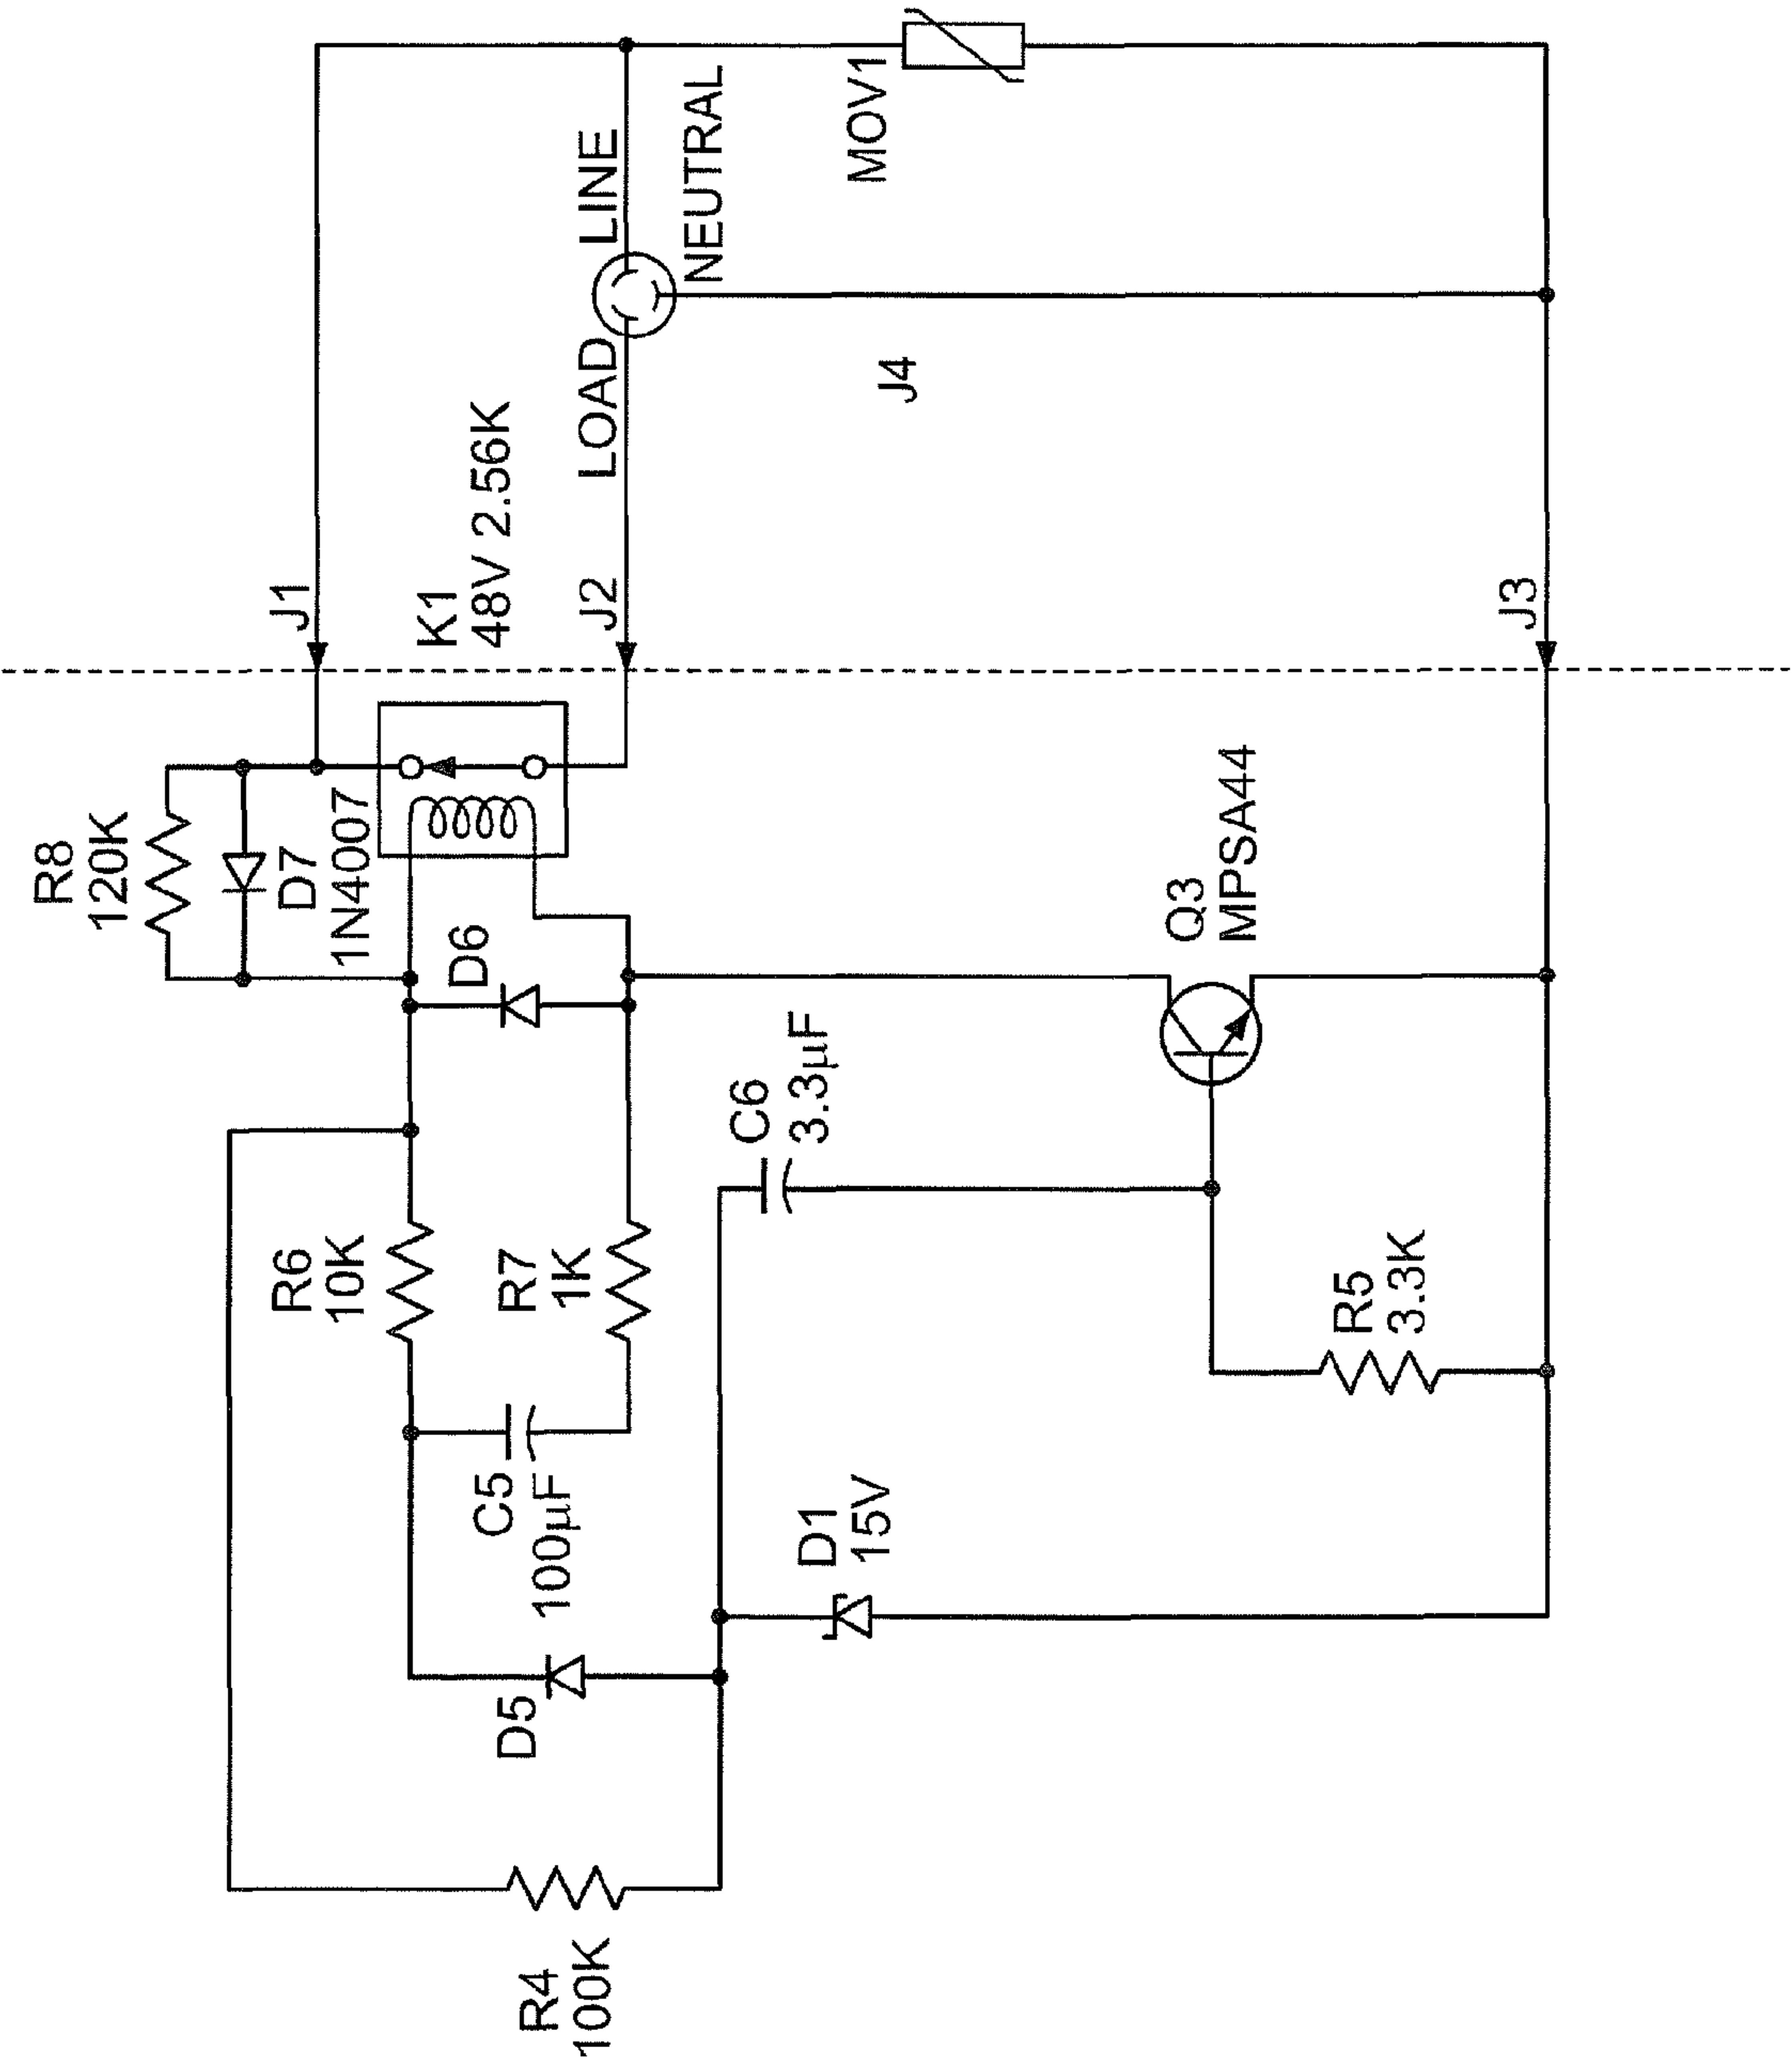 R8
120K
D7
1N4007
J1
K1
48V 2.56K
LINE
LOAD
J2
NEUTRAL
MOV1
J4
D6
R6
10K
R7
1K
C5
100µF
C6
3.3µF
Q3
MPSA44
J3
R5
3.3K
D1
15V
D5
R4
100K